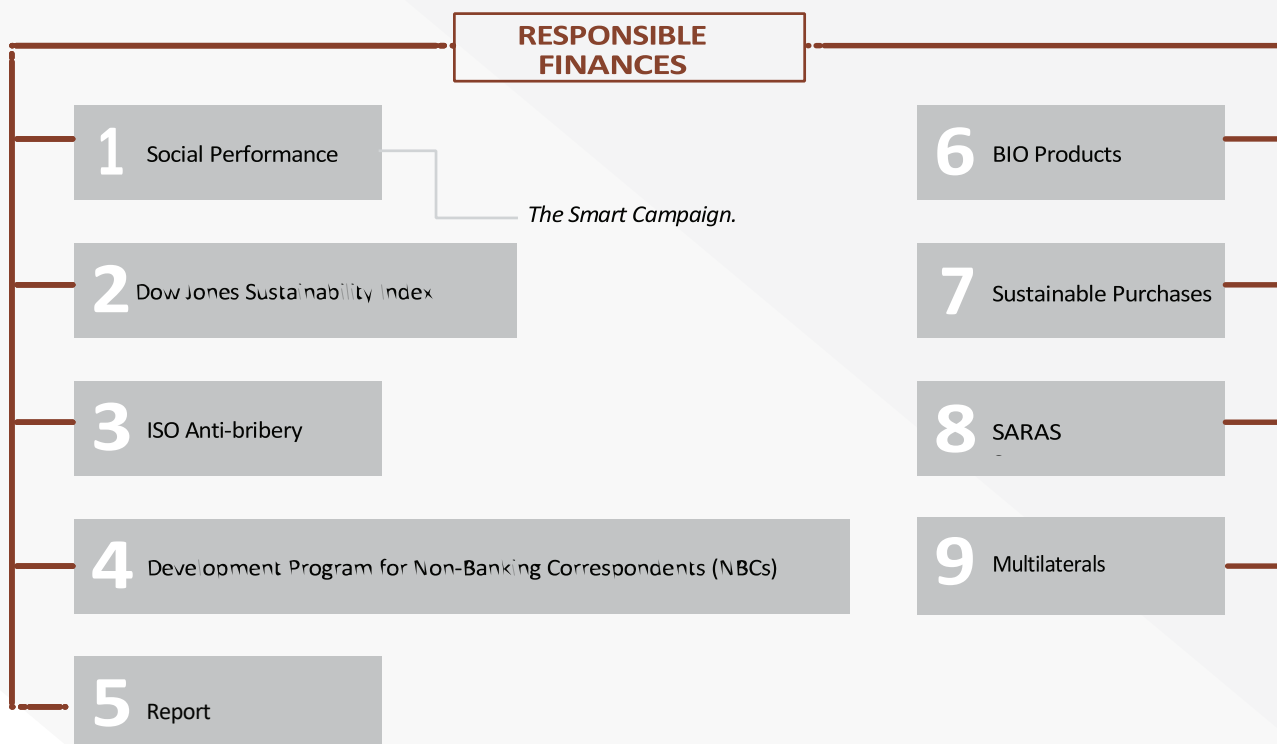 RESPONSIBLE
FINANCES
1 Social Performance
The Smart Campaign.
2 Dow Jones Sustainability Index
3 ISO Anti-bribery
4 Development Program for Non-Banking Correspondents (NBCs)
5 Report
6 BIO Products
7 Sustainable Purchases
8 SARAS
9 Multilaterals